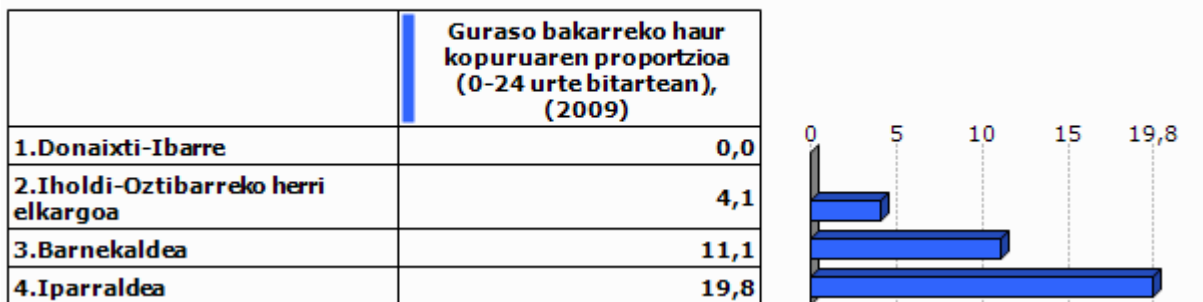 Guraso bakarreko haur
kopuruaren proportzioa
(0-24 urte bitartean),
(2009)
1.Donaixti-Ibarre 0,0
2.Iholdi-Oztibarreko herri
elkargoa 4,1
3.Barnekaldea 11,1
4.Iparraldea 19,8
0 5 10 15 19,8